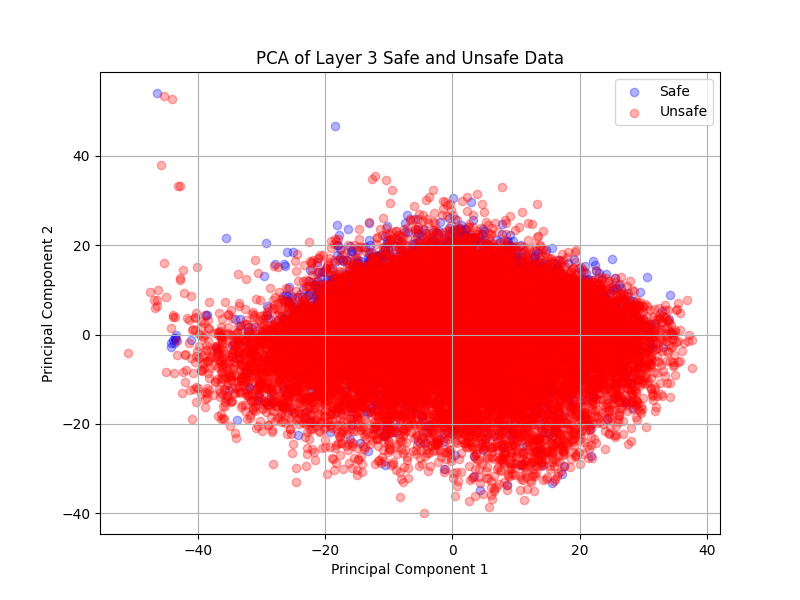 PCA of Layer 3 Safe and Unsafe Data
Safe
Unsafe
Principal Component 2
40
20
0
−20
−40
−40
−20
0
20
40
Principal Component 1